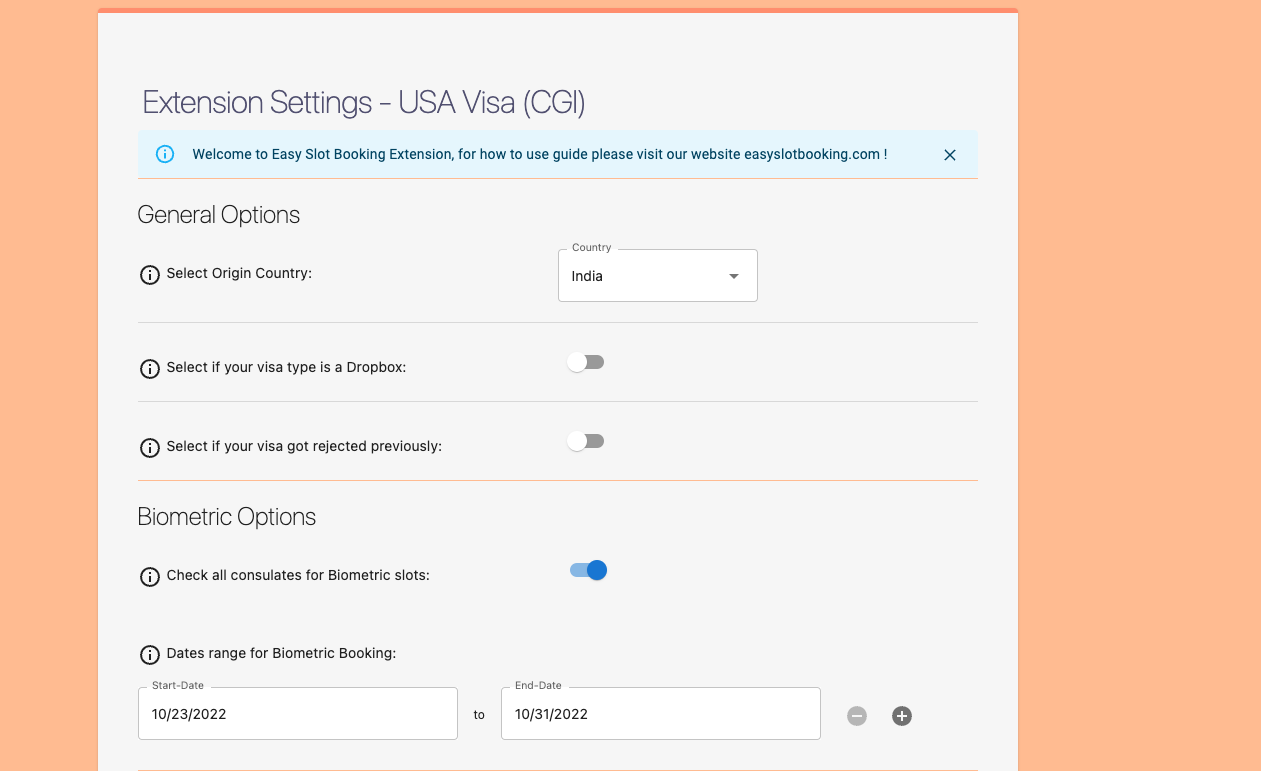 Extension Settings - USA Visa (CGI)
Welcome to Easy Slot Booking Extension, for how to use guide please visit our website easyslotbooking.com !
General Options
Country
Select Origin Country:
India
Select if your visa type is a Dropbox:
Select if your visa got rejected previously:
Biometric Options
Check all consulates for Biometric slots:
Dates range for Biometric Booking:
Start-Date
End-Date
10/23/2022 to 10/31/2022